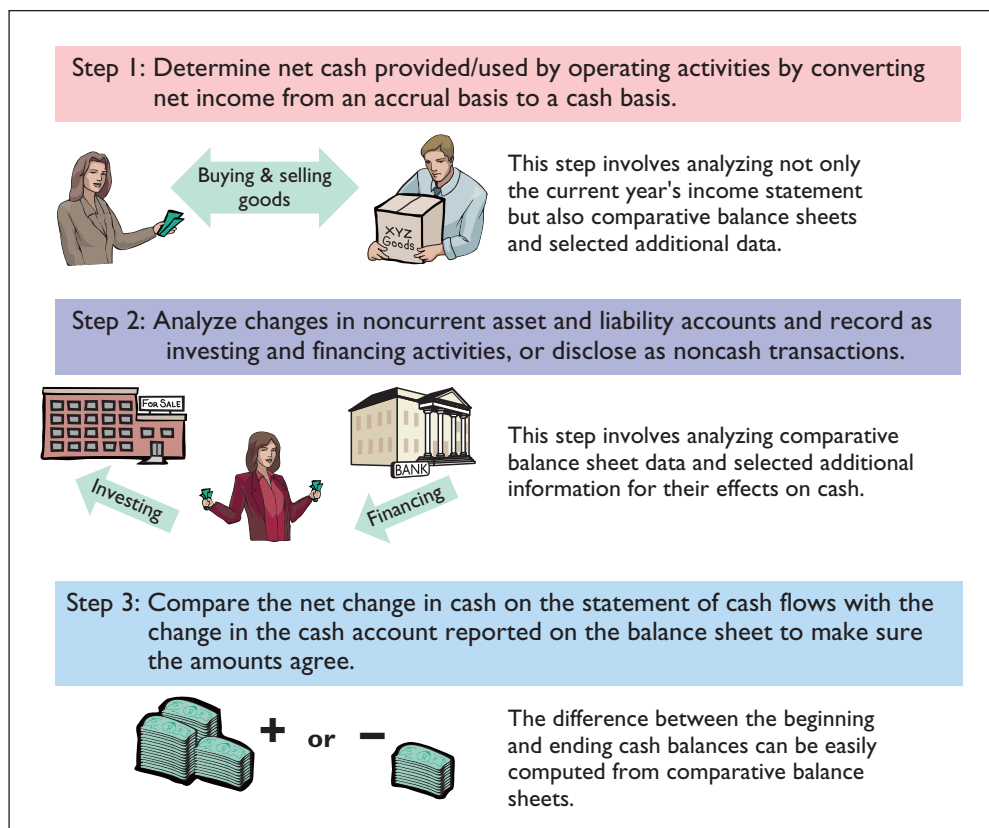 Step 1: Determine net cash provided/used by operating activities by converting
net income from an accrual basis to a cash basis.
Buying & selling
goods
XYZ
Goods
This step involves analyzing not only
the current year's income statement
but also comparative balance sheets
and selected additional data.
Step 2: Analyze changes in noncurrent asset and liability accounts and record as
investing and financing activities, or disclose as noncash transactions.
FOR SALE
BANK
Investing
Financing
This step involves analyzing comparative
balance sheet data and selected additional
information for their effects on cash.
Step 3: Compare the net change in cash on the statement of cash flows with the
change in the cash account reported on the balance sheet to make sure
the amounts agree.
+ or –
The difference between the beginning
and ending cash balances can be easily
computed from comparative balance
sheets.